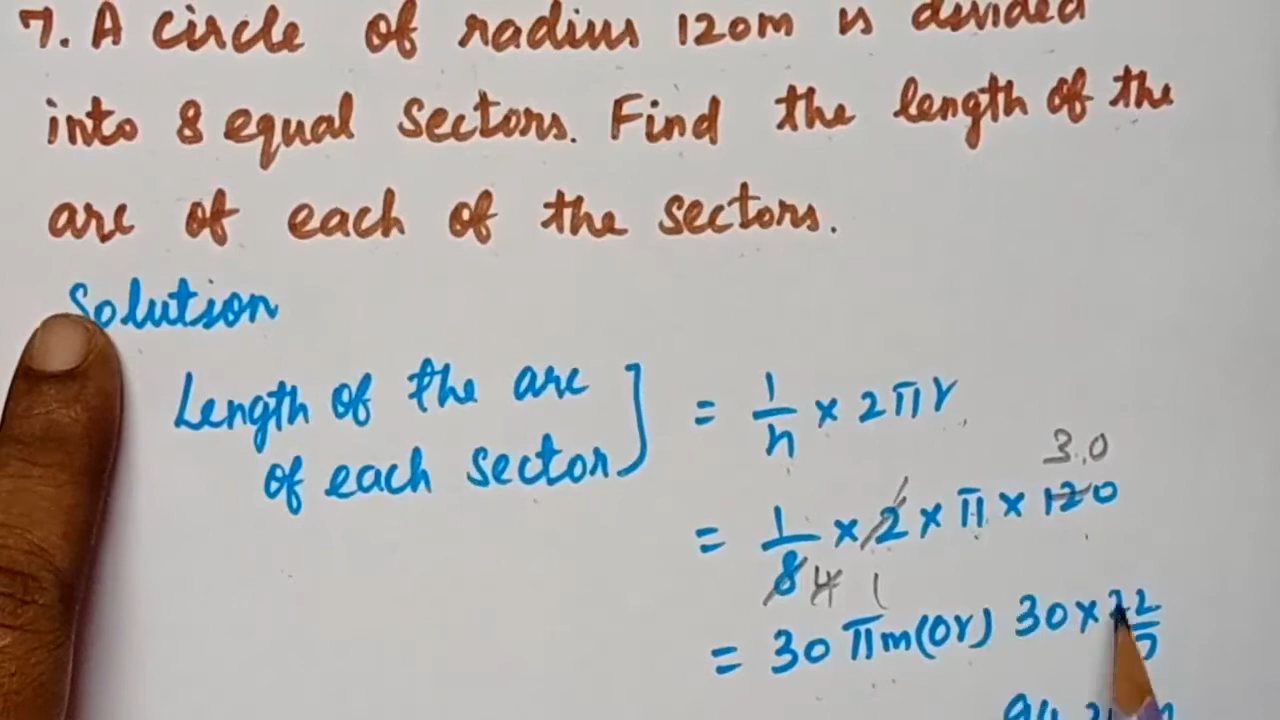 7. A circle of radius 120m is divided
into 8 equal sectors. Find the length of the
arc of each of the sectors.
Solution
Length of the arc
of each sector] = 1/n × 2πr
30
= 1/8 × 2 × π × 120
4 1
= 30 πm (or) 30 × 22/7